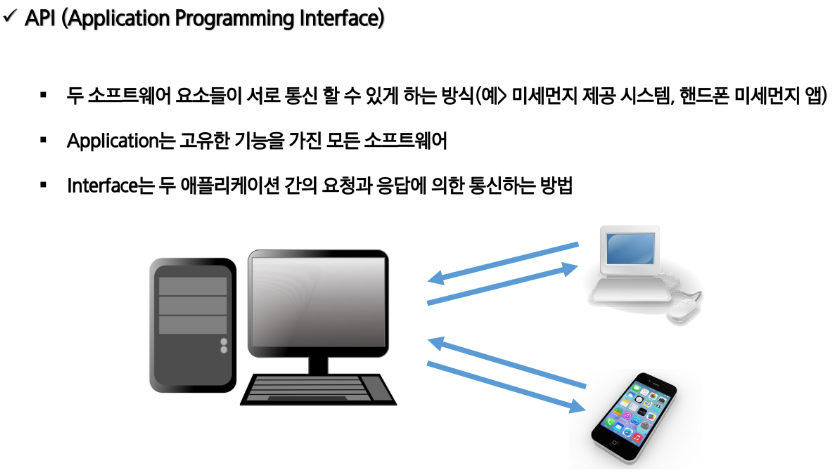 ✓ API (Application Programming Interface)
▪ 두 소프트웨어 요소들이 서로 통신 할 수 있게 하는 방식(예> 미세먼지 제공 시스템, 핸드폰 미세먼지 앱)
▪ Application는 고유한 기능을 가진 모든 소프트웨어
▪ Interface는 두 애플리케이션 간의 요청과 응답에 의한 통신하는 방법